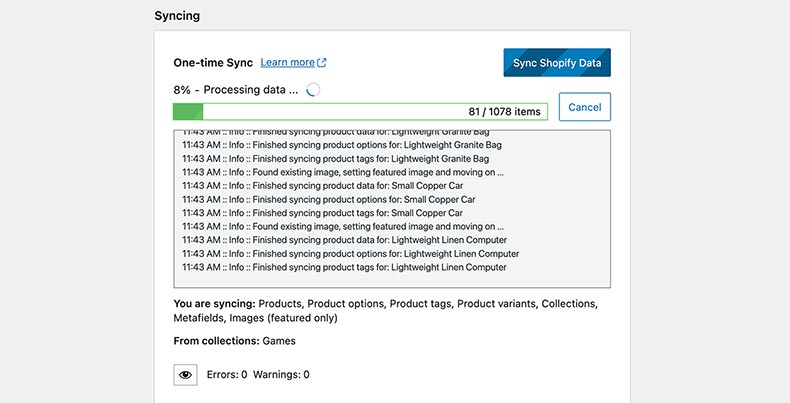 Syncing
One-time Sync Learn more Sync Shopify Data
8% - Processing data ...
81 / 1078 items Cancel
11:43 AM :: Info :: Finished syncing product data for: Lightweight Granite Bag
11:43 AM :: Info :: Finished syncing product options for: Lightweight Granite Bag
11:43 AM :: Info :: Finished syncing product tags for: Lightweight Granite Bag
11:43 AM :: Info :: Found existing image, setting featured image and moving on ...
11:43 AM :: Info :: Finished syncing product data for: Small Copper Car
11:43 AM :: Info :: Finished syncing product options for: Small Copper Car
11:43 AM :: Info :: Finished syncing product tags for: Small Copper Car
11:43 AM :: Info :: Found existing image, setting featured image and moving on ...
11:43 AM :: Info :: Finished syncing product data for: Lightweight Linen Computer
11:43 AM :: Info :: Finished syncing product options for: Lightweight Linen Computer
11:43 AM :: Info :: Finished syncing product tags for: Lightweight Linen Computer
You are syncing: Products, Product options, Product tags, Product variants, Collections,
Metafields, Images (featured only)
From collections: Games
Errors: 0 Warnings: 0